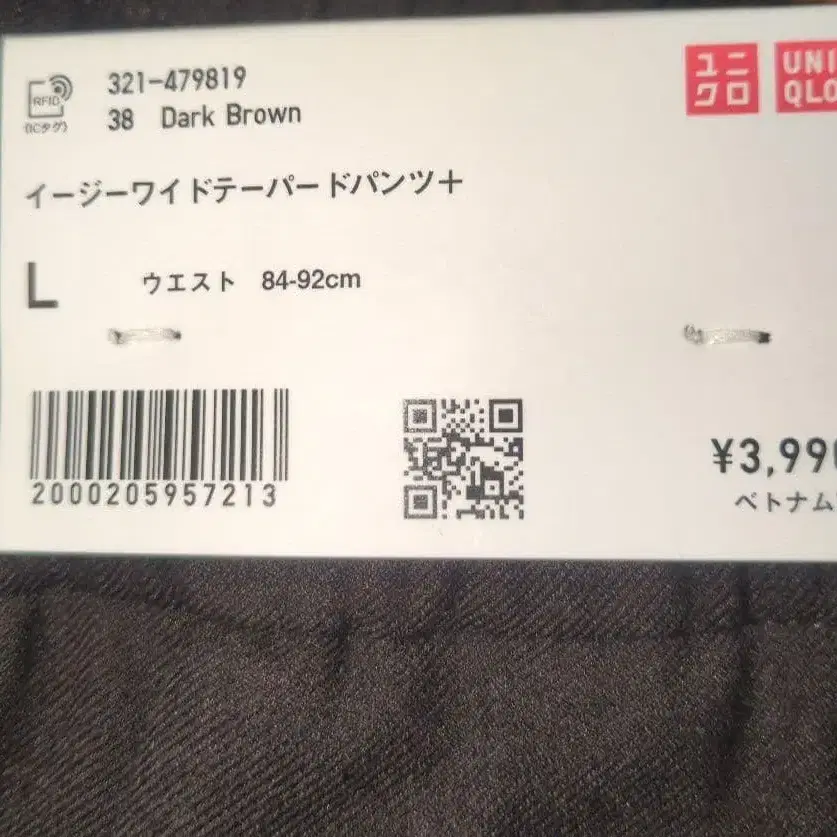 RFID
(ICタグ)
321-479819
38 Dark Brown
ユニ
クロ
UNI
QLO
イージーワイドテーパードパンツ＋
L ウエスト 84-92cm
2000205957213
¥3,990
ベトナム